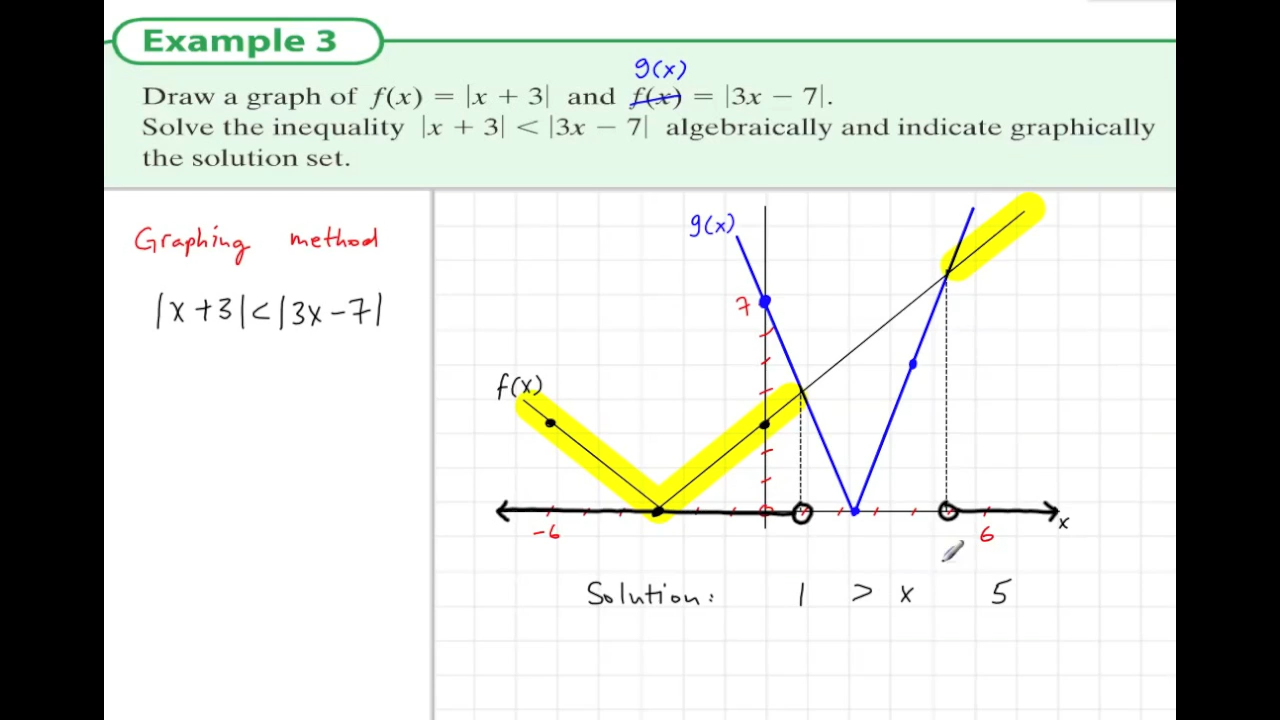 Example 3
g(x)
Draw a graph of f(x) = |x + 3| and f(x) = |3x − 7|.
Solve the inequality |x + 3| < |3x − 7| algebraically and indicate graphically
the solution set.
Graphing method
|x + 3| < |3x − 7|
g(x)
7
f(x)
-6
6
x
Solution: 1 > x 5